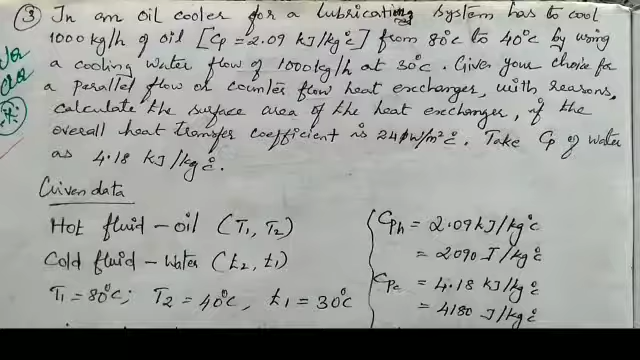 ③ In an oil cooler for a lubricating system has to cool
1000 kg/h of oil [Cp = 2.09 kJ/kg°c] from 80°c to 40°c by using
a cooling water flow of 1000 kg/h at 30°c. Given your choice for
a parallel flow or counter flow heat exchanger, with reasons,
calculate the surface area of the heat exchanger, if the
overall heat transfer coefficient is 24 W/m²°c. Take Cp of water
as 4.18 kJ/kg°c.
Given data
Hot fluid - oil (T1, T2)
Cold fluid - Water (t2, t1)
T1 = 80°c; T2 = 40°c, t1 = 30°c
Cph = 2.09 kJ/kg°c
= 2090 J/kg°c
Cpc = 4.18 kJ/kg°c
= 4180 J/kg°c